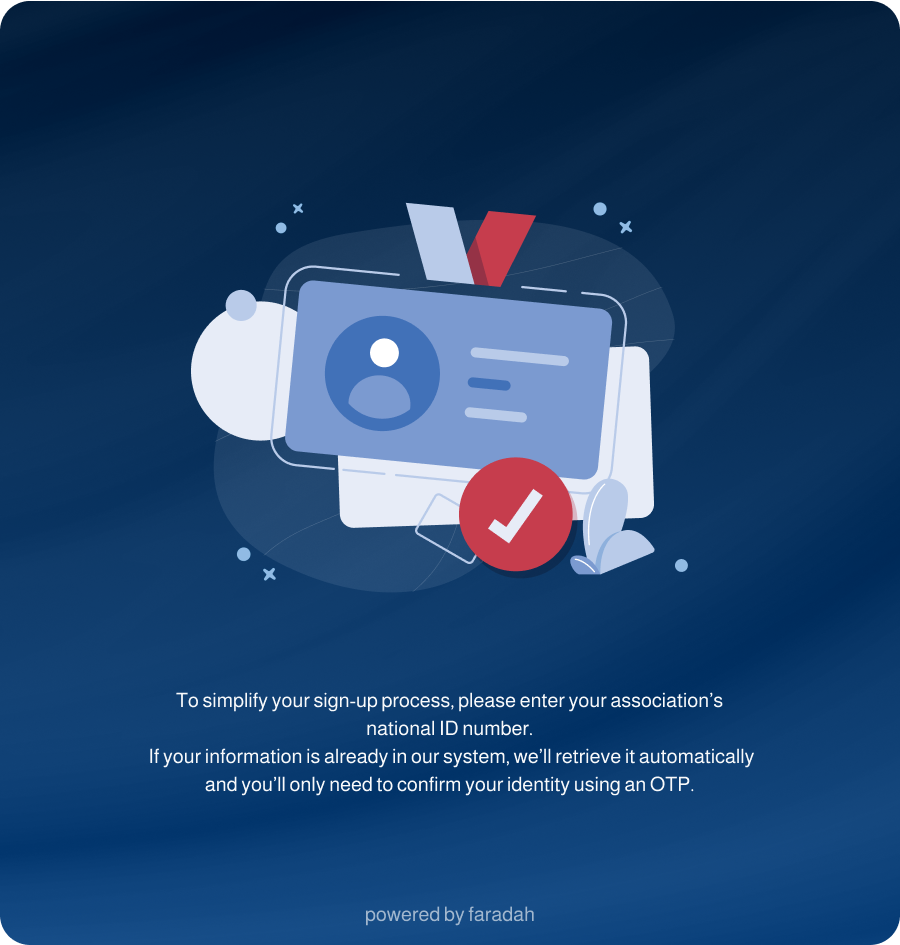 To simplify your sign-up process, please enter your association’s
national ID number.
If your information is already in our system, we’ll retrieve it automatically
and you’ll only need to confirm your identity using an OTP.
powered by faradah